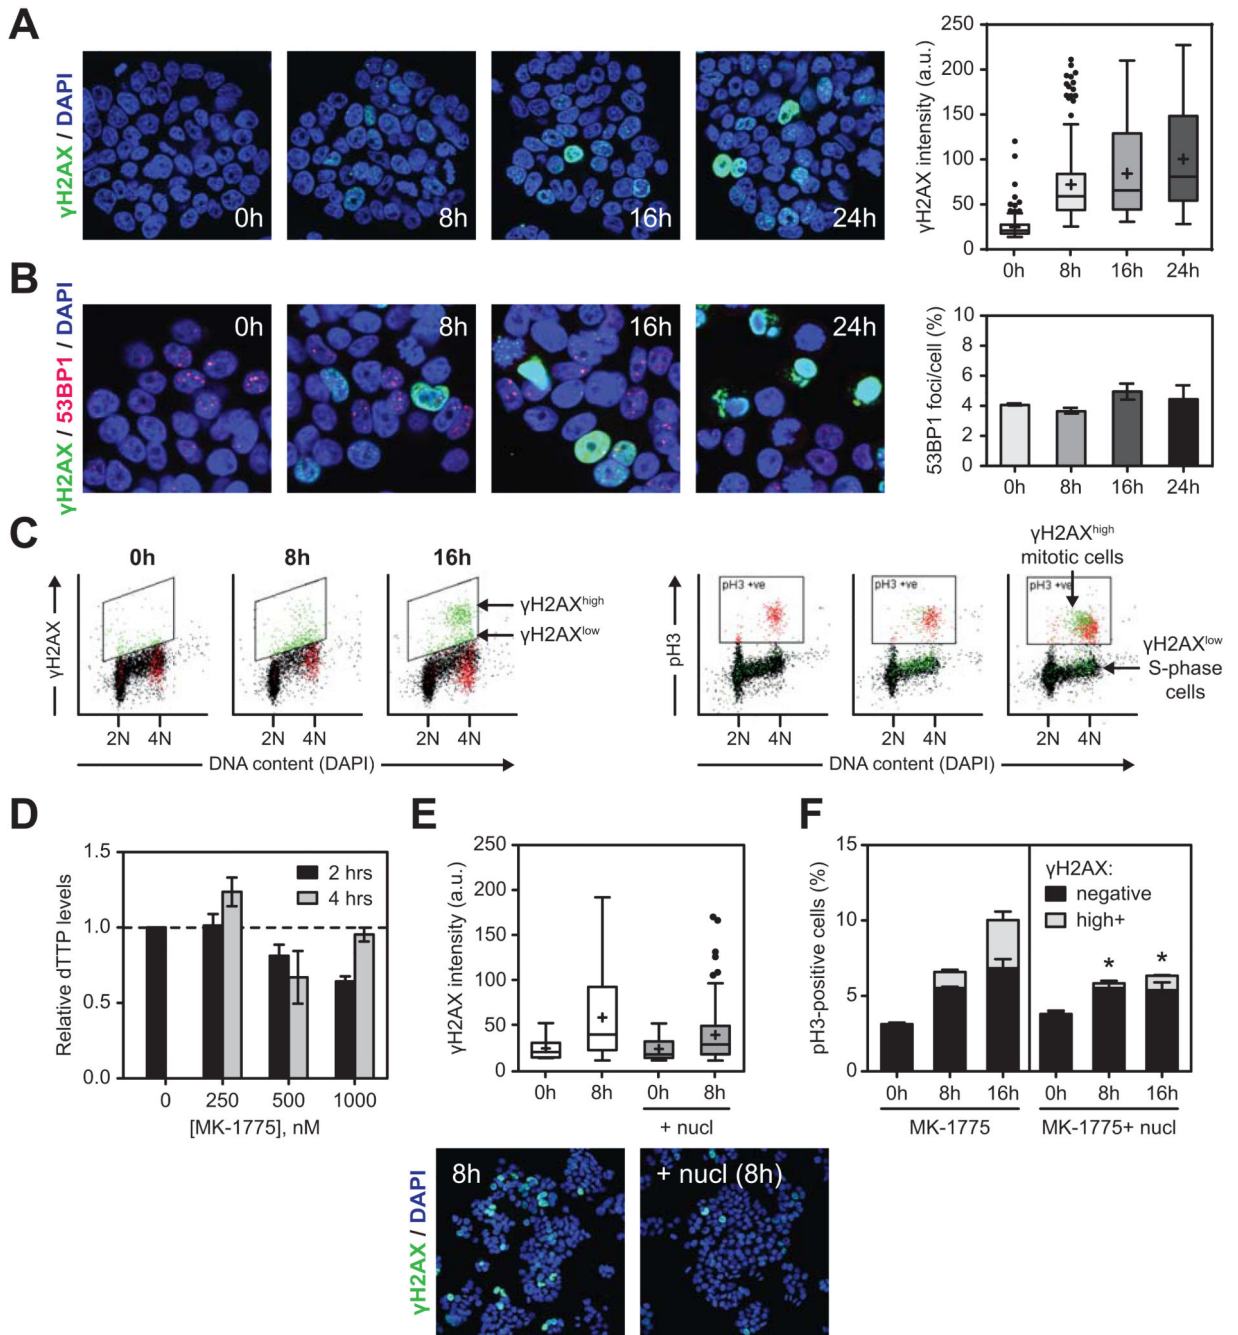 A
γH2AX / DAPI
0h
8h
16h
24h
γH2AX intensity (a.u.)
250
200
150
100
50
0
0h 8h 16h 24h
B
γH2AX / 53BP1 / DAPI
0h
8h
16h
24h
53BP1 foci/cell (%)
10
8
6
4
2
0
0h 8h 16h 24h
C
0h 8h 16h
γH2AX
γH2AXhigh
γH2AXlow
2N 4N 2N 4N 2N 4N
DNA content (DAPI)
pH3
pH3 +ve
pH3 +ve
pH3 +ve
γH2AXhigh
mitotic cells
γH2AXlow
S-phase
cells
2N 4N 2N 4N 2N 4N
DNA content (DAPI)
D
Relative dTTP levels
1.5
1.0
0.5
0.0
2 hrs
4 hrs
0 250 500 1000
[MK-1775], nM
E
γH2AX intensity (a.u.)
250
200
150
100
50
0
0h 8h 0h 8h
+ nucl
γH2AX / DAPI
8h
+ nucl (8h)
F
pH3-positive cells (%)
15
10
5
0
γH2AX:
negative
high+
*
*
0h 8h 16h 0h 8h 16h
MK-1775 MK-1775+ nucl